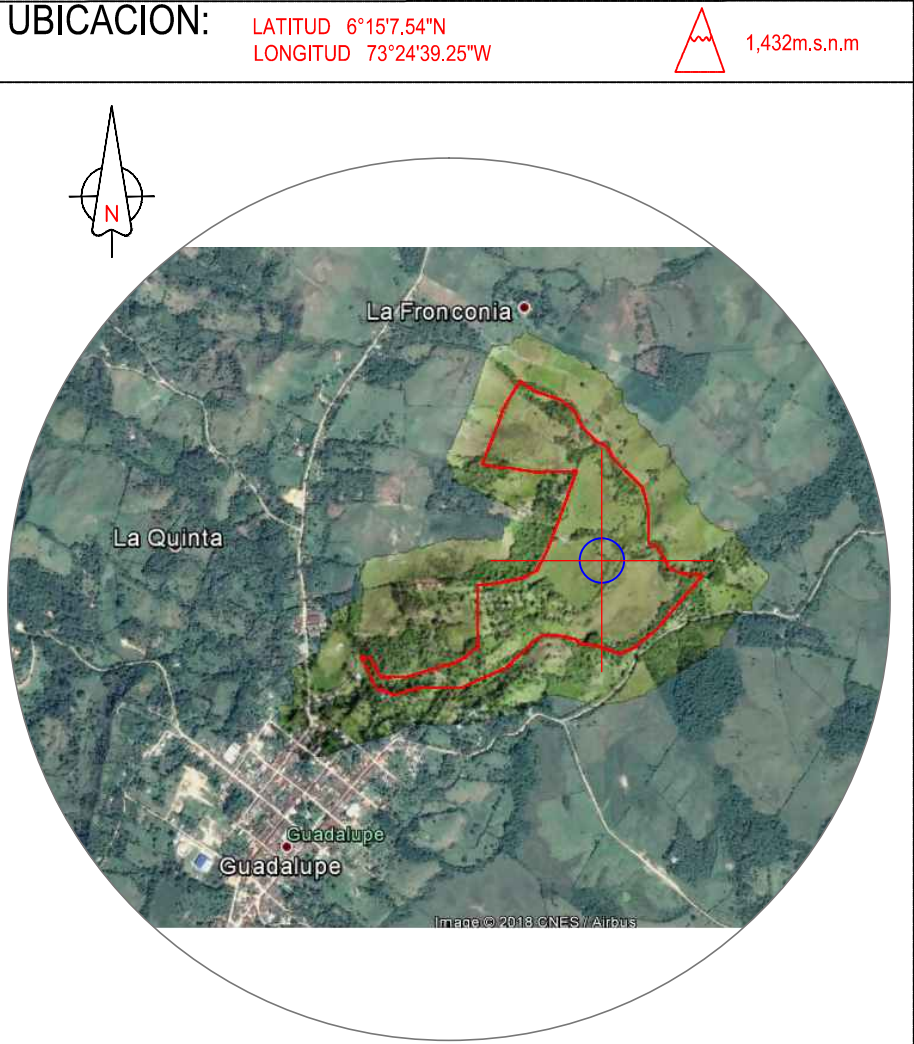 UBICACION:
LATITUD 6°15'7.54"N
LONGITUD 73°24'39.25"W
1,432m.s.n.m
N
La Fronconia
La Quinta
Guadalupe
Guadalupe
Image © 2018 CNES / Airbus